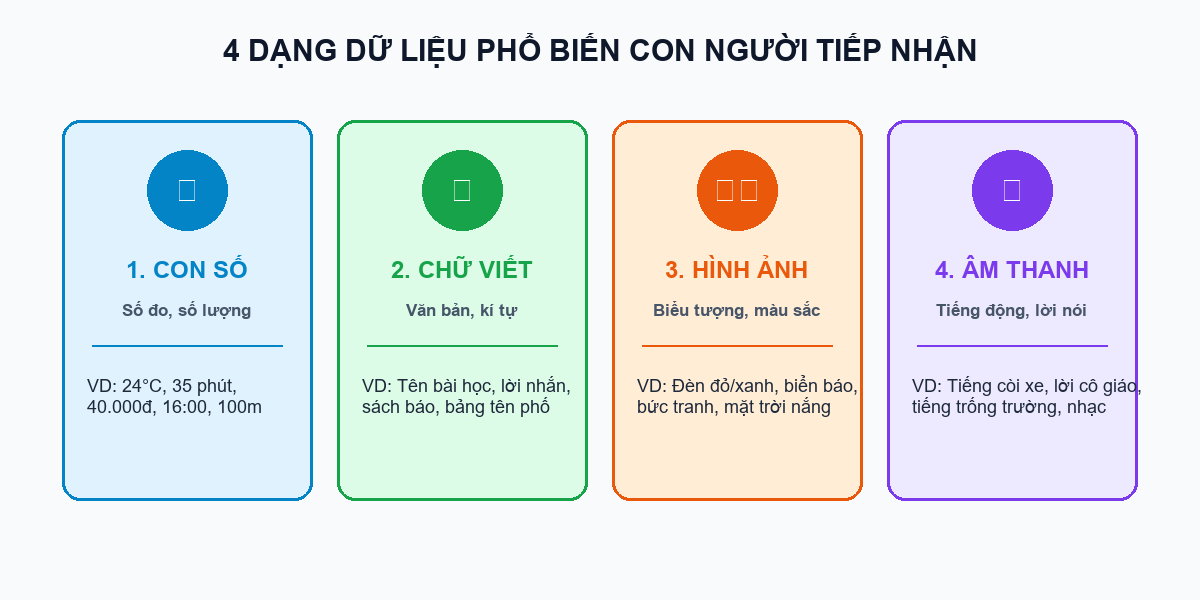 4 DẠNG DỮ LIỆU PHỔ BIẾN CON NGƯỜI TIẾP NHẬN
1. CON SỐ
Số đo, số lượng
VD: 24°C, 35 phút,
40.000đ, 16:00, 100m
2. CHỮ VIẾT
Văn bản, kí tự
VD: Tên bài học, lời nhắn,
sách báo, bảng tên phố
3. HÌNH ẢNH
Biểu tượng, màu sắc
VD: Đèn đỏ/xanh, biển báo,
bức tranh, mặt trời nắng
4. ÂM THANH
Tiếng động, lời nói
VD: Tiếng còi xe, lời cô giáo,
tiếng trống trường, nhạc